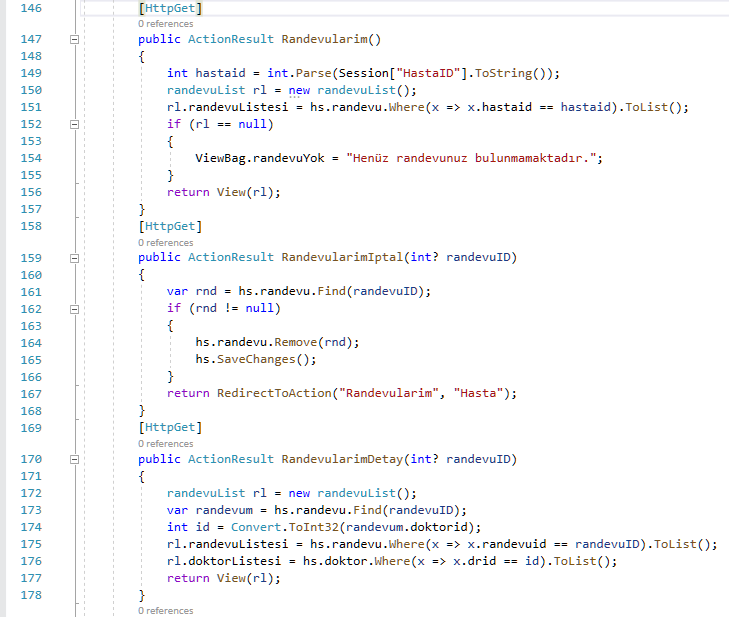 146 [HttpGet]
0 references
147 public ActionResult Randevularim()
148 {
149 int hastaid = int.Parse(Session["HastaID"].ToString());
150 randevuList rl = new randevuList();
151 rl.randevuListesi = hs.randevu.Where(x => x.hastaid == hastaid).ToList();
152 if (rl == null)
153 {
154 ViewBag.randevuYok = "Henüz randevunuz bulunmamaktadır.";
155 }
156 return View(rl);
157 }
158 [HttpGet]
0 references
159 public ActionResult RandevularimIptal(int? randevuID)
160 {
161 var rnd = hs.randevu.Find(randevuID);
162 if (rnd != null)
163 {
164 hs.randevu.Remove(rnd);
165 hs.SaveChanges();
166 }
167 return RedirectToAction("Randevularim", "Hasta");
168 }
169 [HttpGet]
0 references
170 public ActionResult RandevularimDetay(int? randevuID)
171 {
172 randevuList rl = new randevuList();
173 var randevum = hs.randevu.Find(randevuID);
174 int id = Convert.ToInt32(randevum.doktorid);
175 rl.randevuListesi = hs.randevu.Where(x => x.randevuid == randevuID).ToList();
176 rl.doktorListesi = hs.doktor.Where(x => x.drid == id).ToList();
177 return View(rl);
178 }
0 references